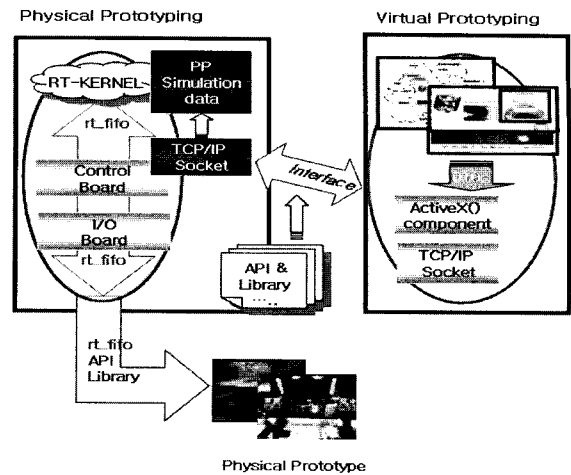 Physical Prototyping
Virtual Prototyping
RT-KERNEL
PP
Simulation
data
rt_fifo
TCP/IP
Socket
Control
Board
I/O
Board
rt_fifo
Interface
API &
Library
.....
ActiveX()
component
TCP/IP
Socket
rt_fifo
API
Library
Physical Prototype